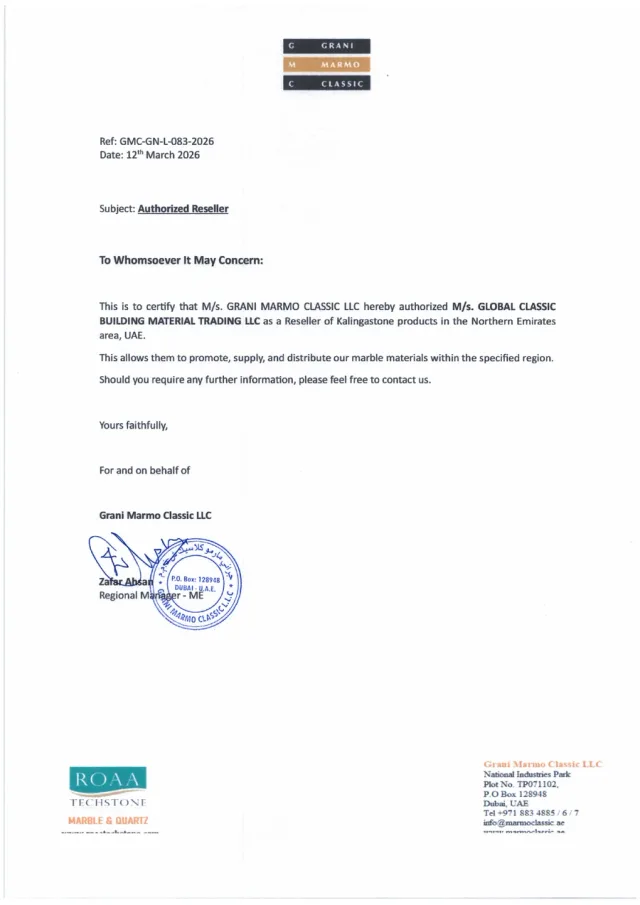 G GRANI
M MARMO
C CLASSIC
Ref: GMC-GN-L-083-2026
Date: 12th March 2026
Subject: Authorized Reseller
To Whomsoever It May Concern:
This is to certify that M/s. GRANI MARMO CLASSIC LLC hereby authorized M/s. GLOBAL CLASSIC
BUILDING MATERIAL TRADING LLC as a Reseller of Kalingastone products in the Northern Emirates
area, UAE.
This allows them to promote, supply, and distribute our marble materials within the specified region.
Should you require any further information, please feel free to contact us.
Yours faithfully,
For and on behalf of
Grani Marmo Classic LLC
Zafar Ahsan
Regional Manager - ME
جراني مارمو كلاسيك
P.O. Box: 128948
DUBAI - U.A.E.
GRANI MARMO CLASSIC L.L.C
ROAA
TECHSTONE
MARBLE & QUARTZ
Grani Marmo Classic LLC
National Industries Park
Plot No. TP071102,
P.O Box 128948
Dubai, UAE
Tel +971 883 4885 / 6 / 7
info@marmoclassic.ae